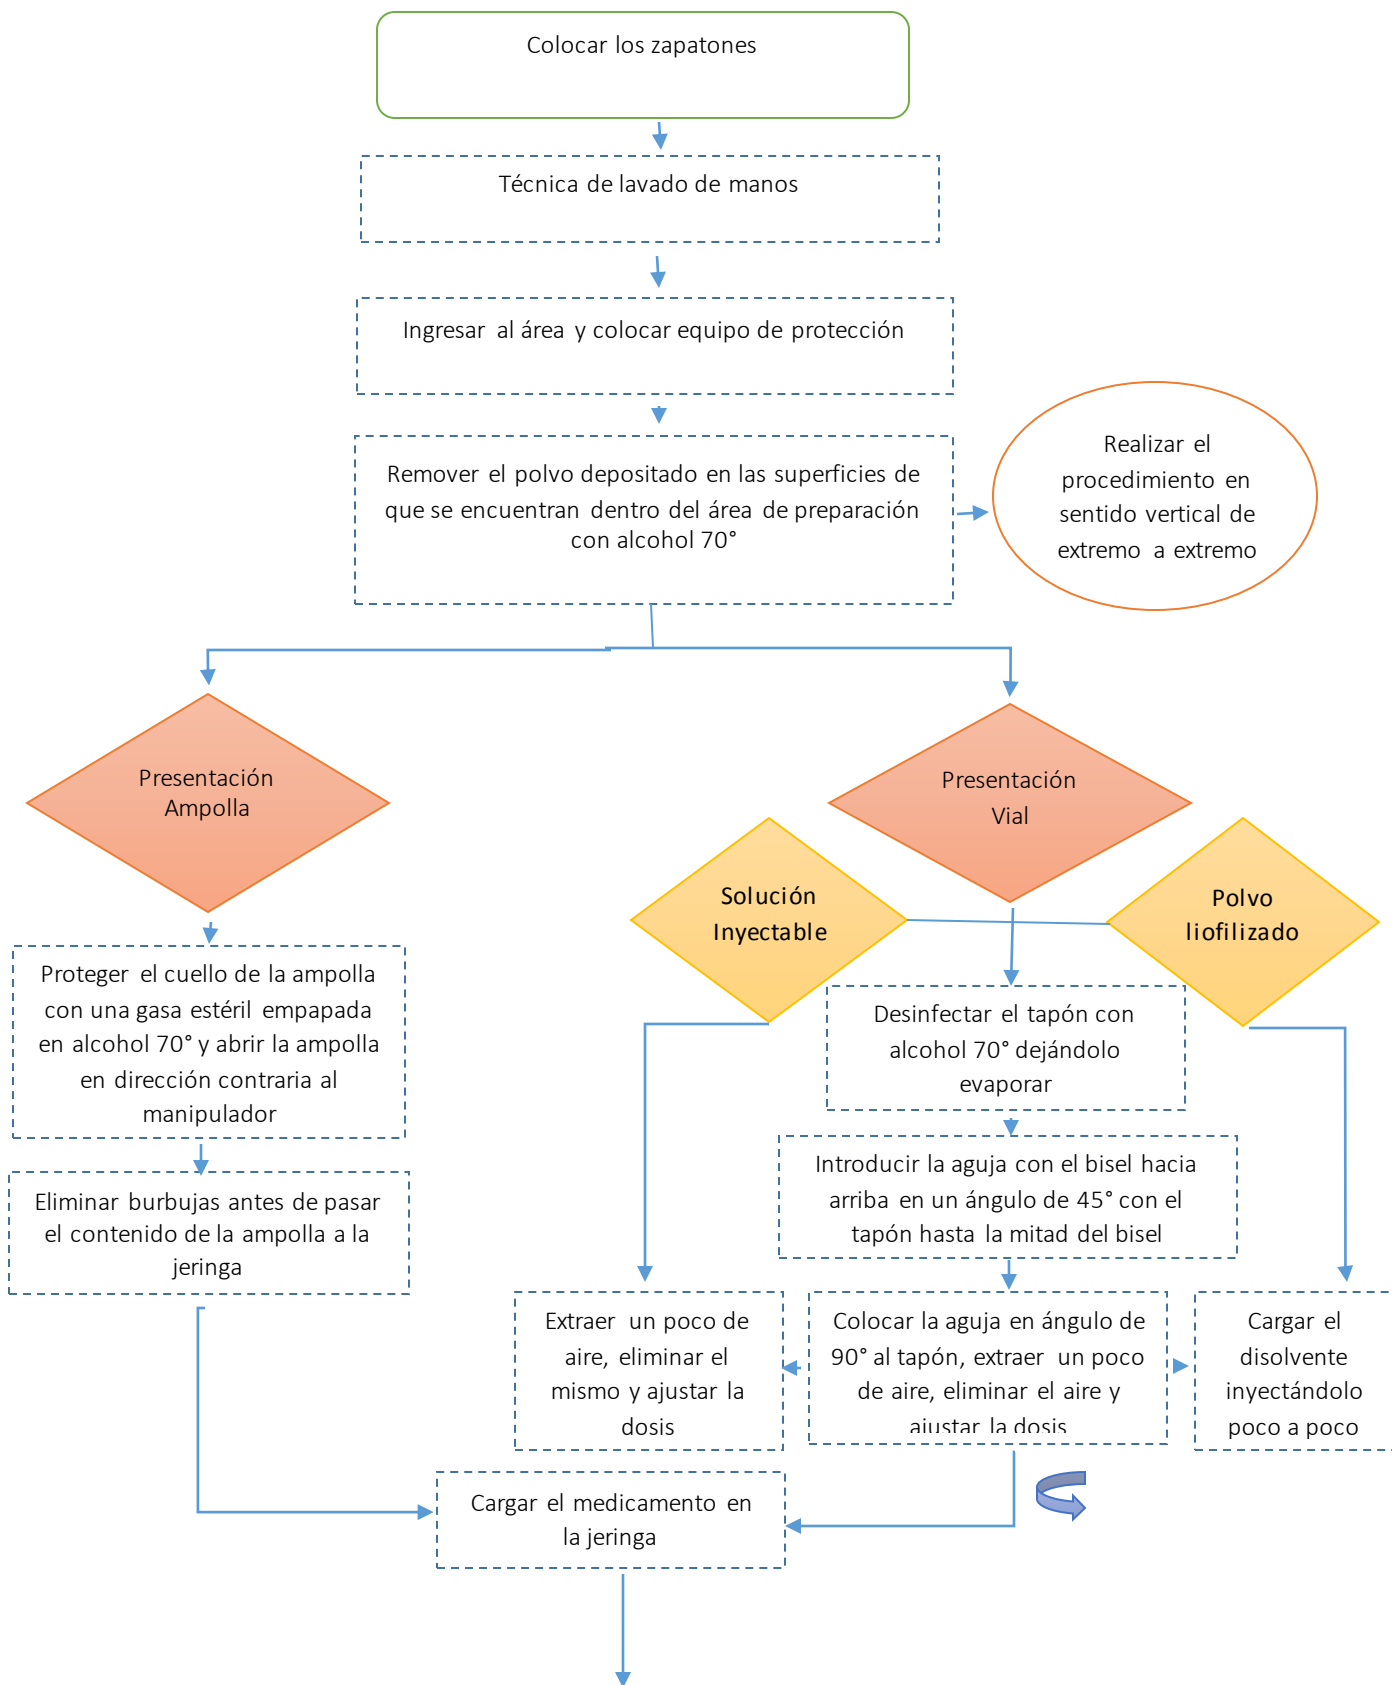 Colocar los zapatones
Técnica de lavado de manos
Ingresar al área y colocar equipo de protección
Remover el polvo depositado en las superficies de
que se encuentran dentro del área de preparación
con alcohol 70°
Realizar el
procedimiento en
sentido vertical de
extremo a extremo
Presentación
Ampolla
Presentación
Vial
Solución
Inyectable
Polvo
liofilizado
Proteger el cuello de la ampolla
con una gasa estéril empapada
en alcohol 70° y abrir la ampolla
en dirección contraria al
manipulador
Desinfectar el tapón con
alcohol 70° dejándolo
evaporar
Eliminar burbujas antes de pasar
el contenido de la ampolla a la
jeringa
Introducir la aguja con el bisel hacia
arriba en un ángulo de 45° con el
tapón hasta la mitad del bisel
Extraer un poco de
aire, eliminar el
mismo y ajustar la
dosis
Colocar la aguja en ángulo de
90° al tapón, extraer un poco
de aire, eliminar el aire y
ajustar la dosis
Cargar el
disolvente
inyectándolo
poco a poco
Cargar el medicamento en
la jeringa